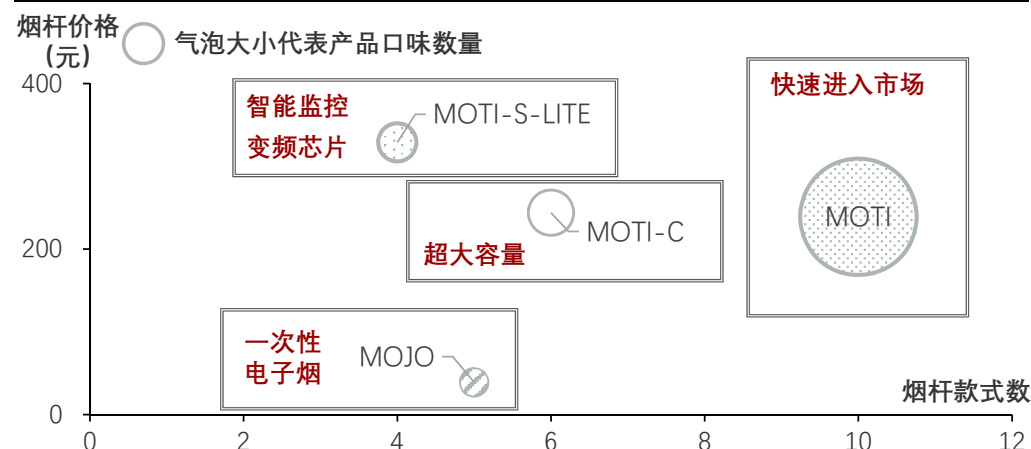 烟杆价格
(元)
气泡大小代表产品口味数量
400
200
0
智能监控
变频芯片
MOTI-S-LITE
快速进入市场
MOTI
MOTI-C
超大容量
一次性
电子烟
MOJO
烟杆款式数
0 2 4 6 8 10 12